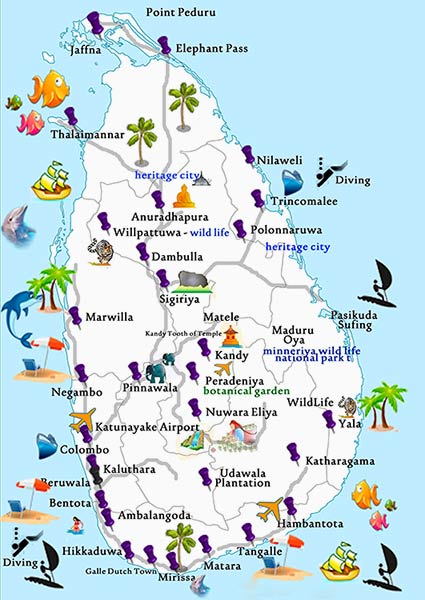 Point Peduru
Jaffna
Elephant Pass
Thalaimannar
Nilaweli
heritage city
Diving
Trincomalee
Anuradhapura
Willpattuwa - wild life
Polonnaruwa
heritage city
Dambulla
Sigiriya
Pasikuda
Sufing
Marwilla
Matele
Maduru
Oya
Kandy Tooth of Temple
Kandy
minneriya wild life
national park t
Pinnawala
Peradeniya
botanical garden
Negambo
Nuwara Eliya
WildLife
Yala
Katunayake Airport
Colombo
Katharagama
Kaluthara
Udawala
Plantation
Beruwala
Bentota
Ambalangoda
Hambantota
Hikkaduwa
Tangalle
Diving
Galle Dutch Town
Matara
Mirissa